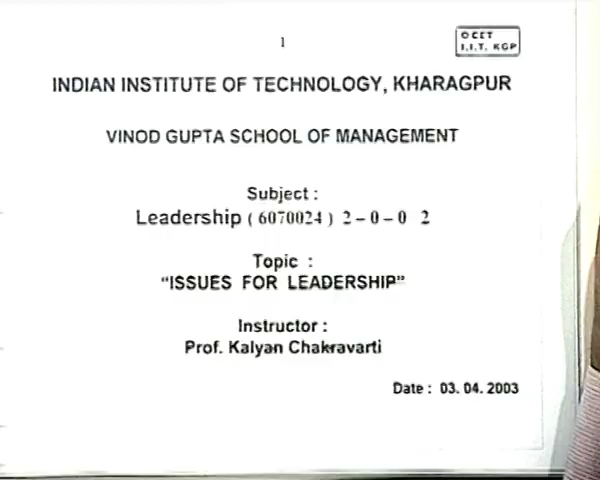 1
OCET
I.I.T. KGP
INDIAN INSTITUTE OF TECHNOLOGY, KHARAGPUR
VINOD GUPTA SCHOOL OF MANAGEMENT
Subject :
Leadership ( 6070024 ) 2 – 0 – 0 2
Topic :
“ISSUES FOR LEADERSHIP”
Instructor :
Prof. Kalyan Chakravarti
Date : 03. 04. 2003